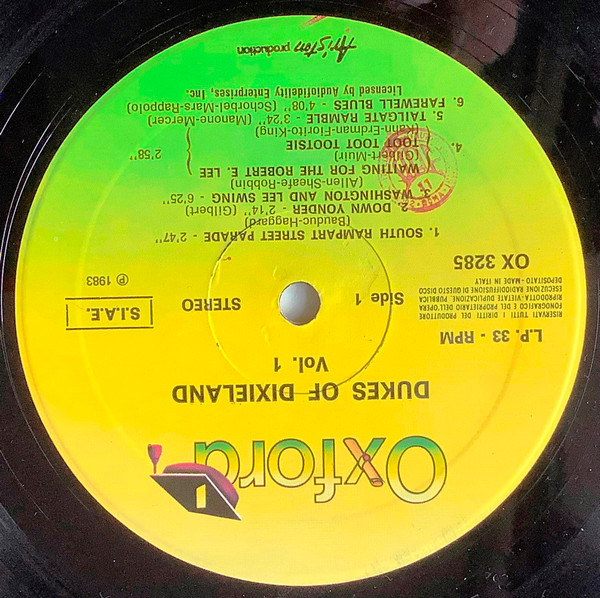 Oxford
DUKES OF DIXIELAND
Vol. 1
L.P. 33 - RPM
RISERVATI TUTTI I DIRITTI DEL PRODUTTORE
FONOGRAFICO E DEL PROPRIETARIO DELL'OPERA
RIPRODOTTA - VIETATE DUPLICAZIONE, PUBBLICA
ESECUZIONE RADIODIFFUSIONE DI QUESTO DISCO
DEPOSITATO - MADE IN ITALY
OX 3285
Side 1
STEREO
S.I.A.E.
℗ 1983
1. SOUTH RAMPART STREET PARADE - 2'47"
(Bauduc-Haggard)
2. DOWN YONDER - 2'14" (Gilbert)
3. WASHINGTON AND LEE SWING - 6'25"
(Allen-Sheafe-Robbin)
WAITING FOR THE ROBERT E. LEE
(Gilbert-Muir)
4. TOOT TOOT TOOTSIE 2'58"
(Kahn-Erdman-Fiorito-King)
5. TAILGATE RAMBLE - 3'24" (Manone-Mercer)
6. FAREWELL BLUES - 4'08" (Schorbel-Mars-Rappolo)
Licensed by Audiofidelity Enterprises, Inc.
Ariston production